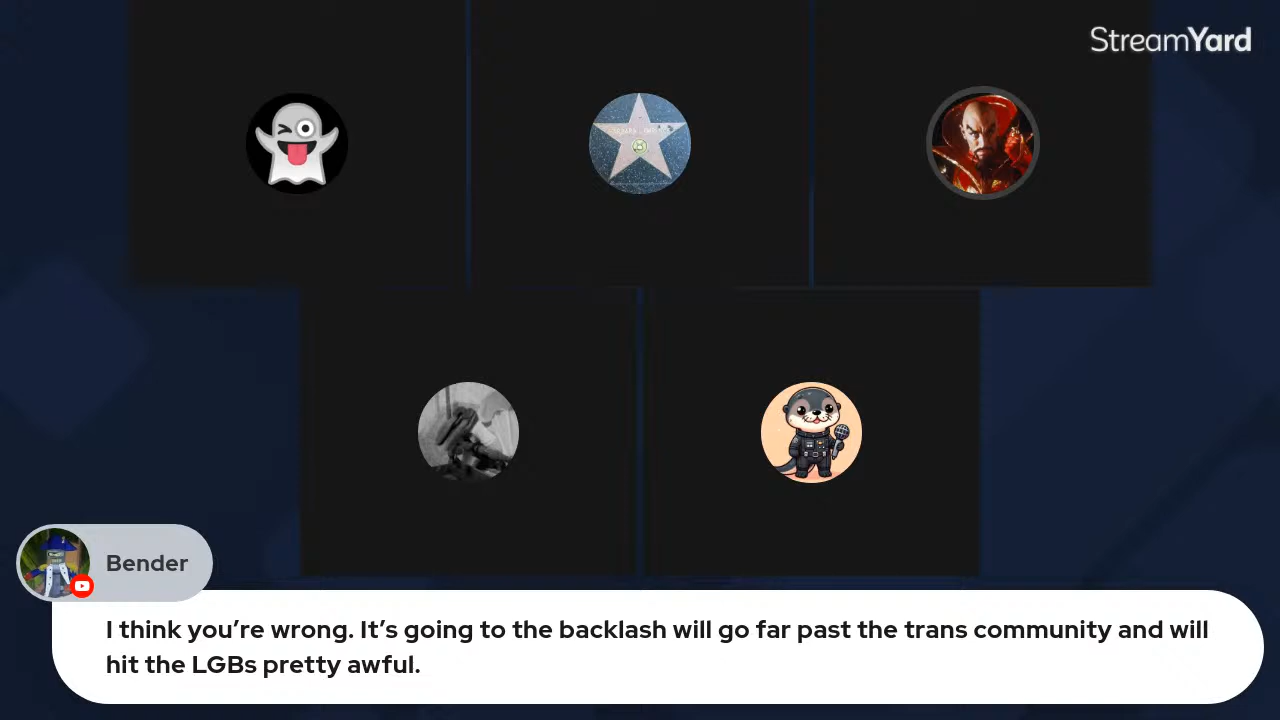 StreamYard
Bender
I think you’re wrong. It’s going to the backlash will go far past the trans community and will
hit the LGBs pretty awful.